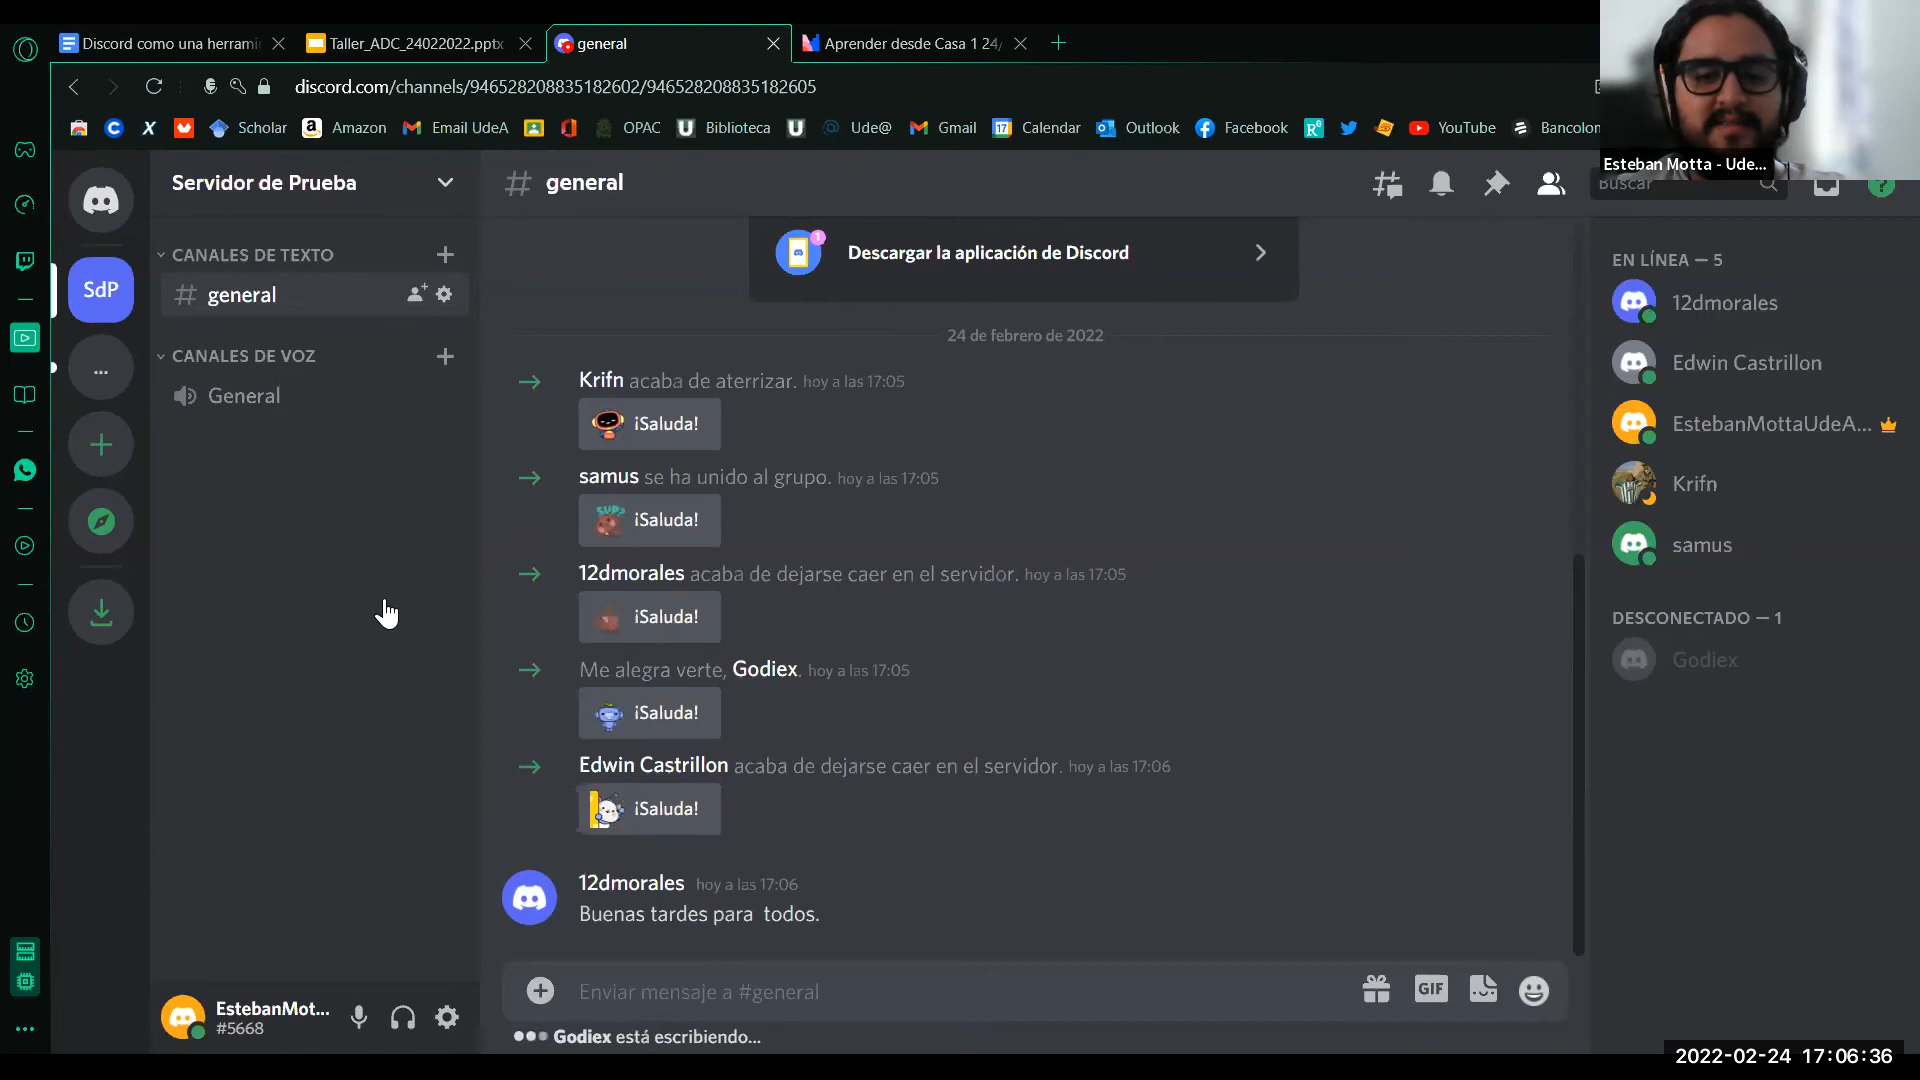 Discord como una herrami
Taller_ADC_24022022.pptx
general
Aprender desde Casa 1 24/
discord.com/channels/946528208835182602/946528208835182605
Scholar
Amazon
Email UdeA
OPAC
Biblioteca
Ude@
Gmail
17
Calendar
Outlook
Facebook
YouTube
Bancolom
Esteban Motta - Ude...
Servidor de Prueba
CANALES DE TEXTO
general
CANALES DE VOZ
General
SdP
...
EstebanMot...
#5668
general
Buscar
1
Descargar la aplicación de Discord
24 de febrero de 2022
Krifn acaba de aterrizar. hoy a las 17:05
¡Saluda!
samus se ha unido al grupo. hoy a las 17:05
SUP?
¡Saluda!
12dmorales acaba de dejarse caer en el servidor. hoy a las 17:05
¡Saluda!
Me alegra verte, Godiex. hoy a las 17:05
¡Saluda!
Edwin Castrillon acaba de dejarse caer en el servidor. hoy a las 17:06
¡Saluda!
12dmorales hoy a las 17:06
Buenas tardes para todos.
Enviar mensaje a #general
GIF
Godiex está escribiendo...
EN LÍNEA — 5
12dmorales
Edwin Castrillon
EstebanMottaUdeA...
Krifn
samus
DESCONECTADO — 1
Godiex
2022-02-24 17:06:36